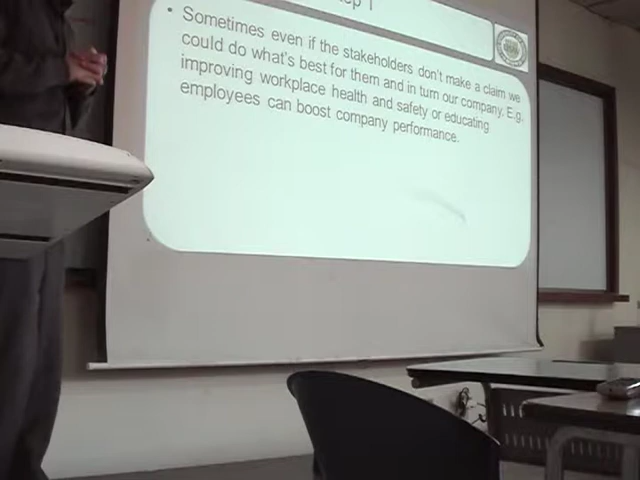 Sometimes even if the stakeholders don't make a claim we
could do what's best for them and in turn our company. E.g.
improving workplace health and safety or educating
employees can boost company performance.